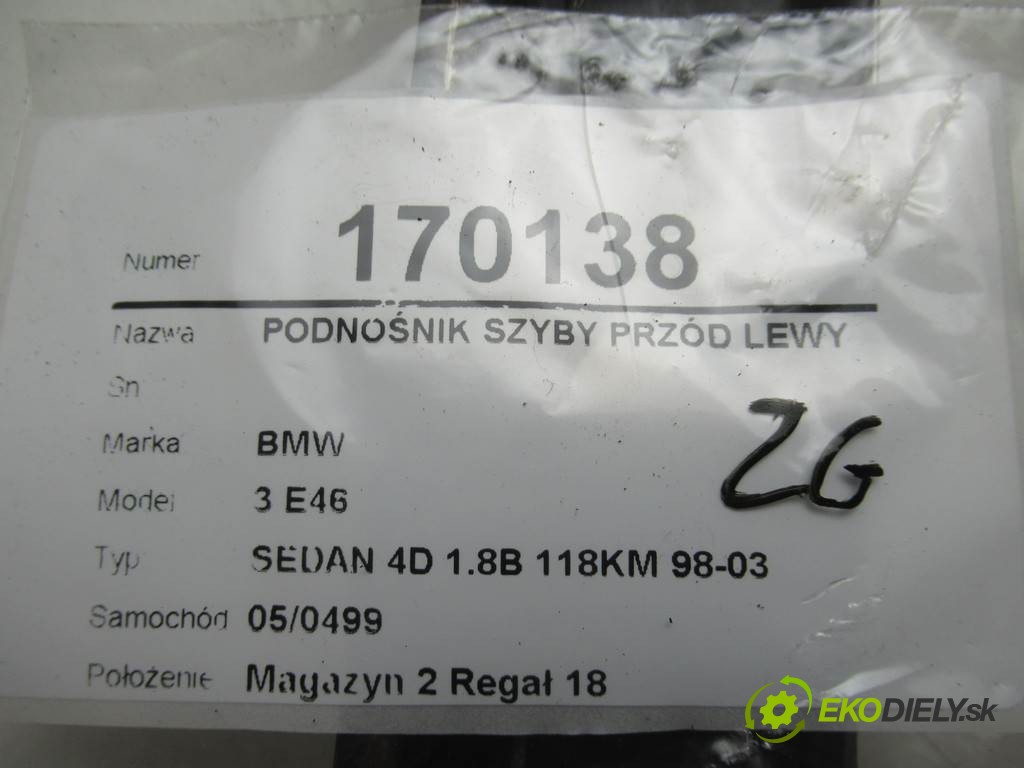 Numer 170138
Nazwa PODNOŚNIK SZYBY PRZÓD LEWY
Sn
Marka BMW
Model 3 E46
Typ SEDAN 4D 1.8B 118KM 98-03
Samochód 05/0499
Położenie Magazyn 2 Regał 18
ZG
EKODIELY.sk